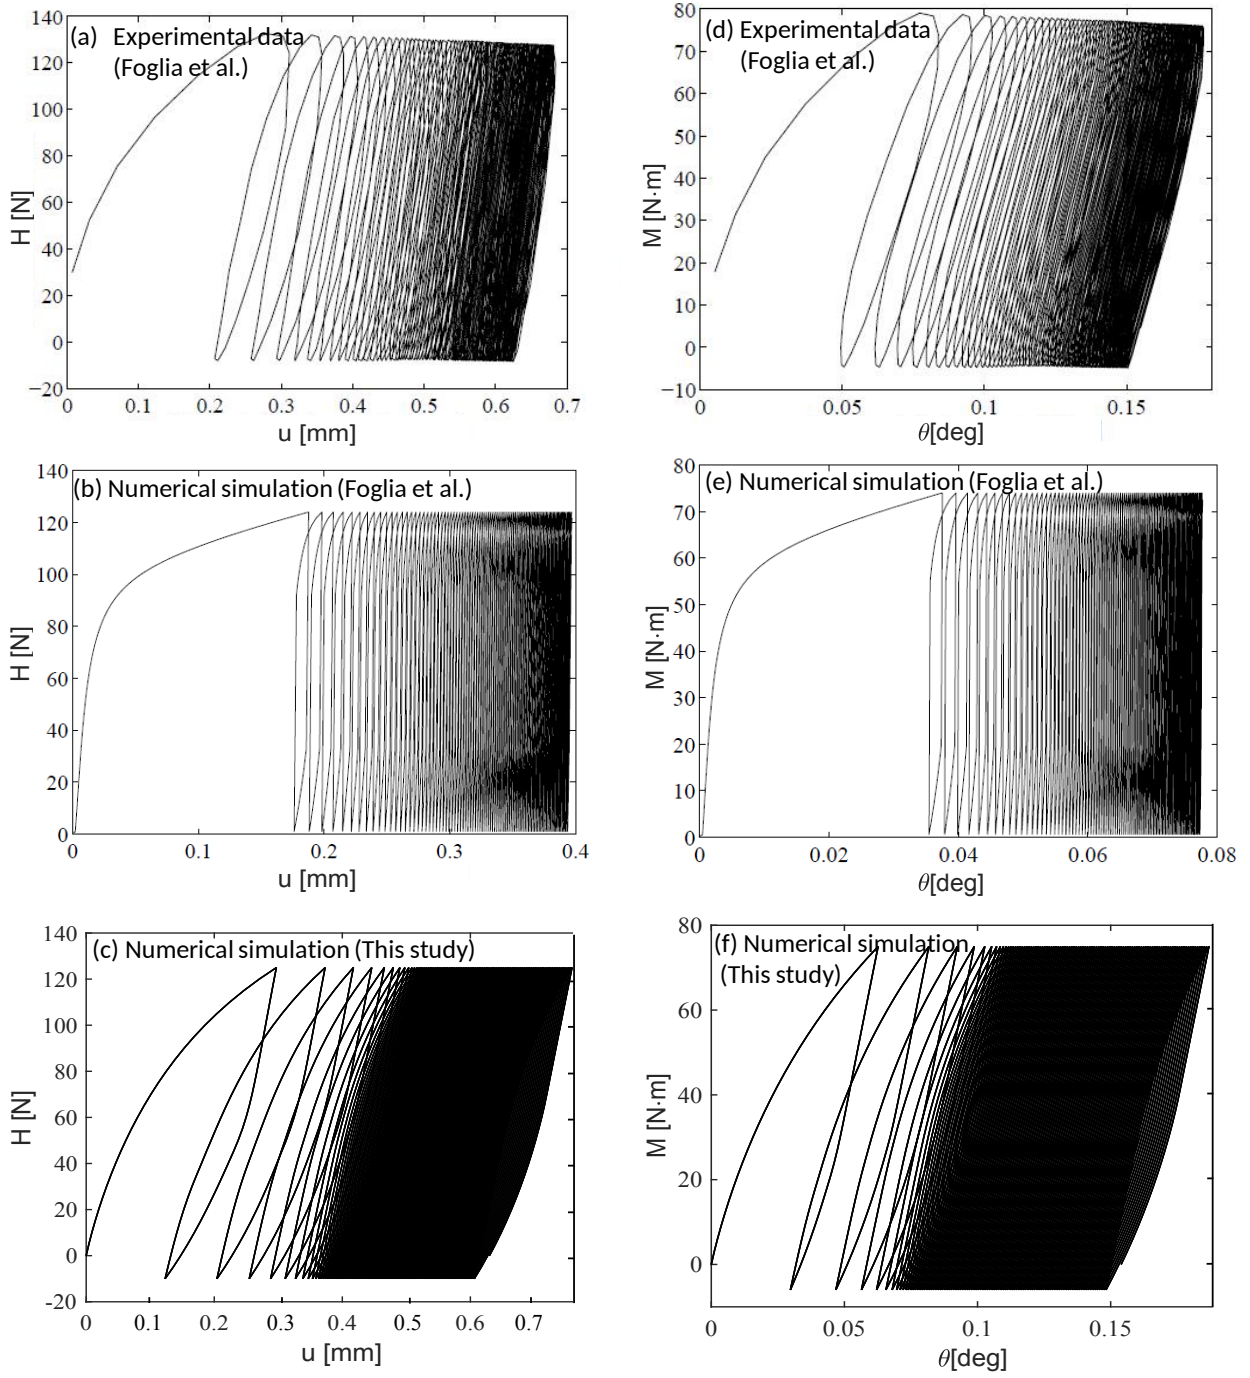 (a) Experimental data
(Foglia et al.)
140
120
100
80
60
40
20
0
−20
H [N]
0 0.1 0.2 0.3 0.4 0.5 0.6 0.7
u [mm]
(d) Experimental data
(Foglia et al.)
80
70
60
50
40
30
20
10
0
−10
M [N·m]
0 0.05 0.1 0.15
θ[deg]
(b) Numerical simulation (Foglia et al.)
140
120
100
80
60
40
20
0
H [N]
0 0.1 0.2 0.3 0.4
u [mm]
(e) Numerical simulation (Foglia et al.)
80
70
60
50
40
30
20
10
0
M [N·m]
0 0.02 0.04 0.06 0.08
θ[deg]
(c) Numerical simulation (This study)
140
120
100
80
60
40
20
0
-20
H [N]
0 0.1 0.2 0.3 0.4 0.5 0.6 0.7
u [mm]
(f) Numerical simulation
(This study)
80
60
40
20
0
M [N·m]
0 0.05 0.1 0.15
θ[deg]